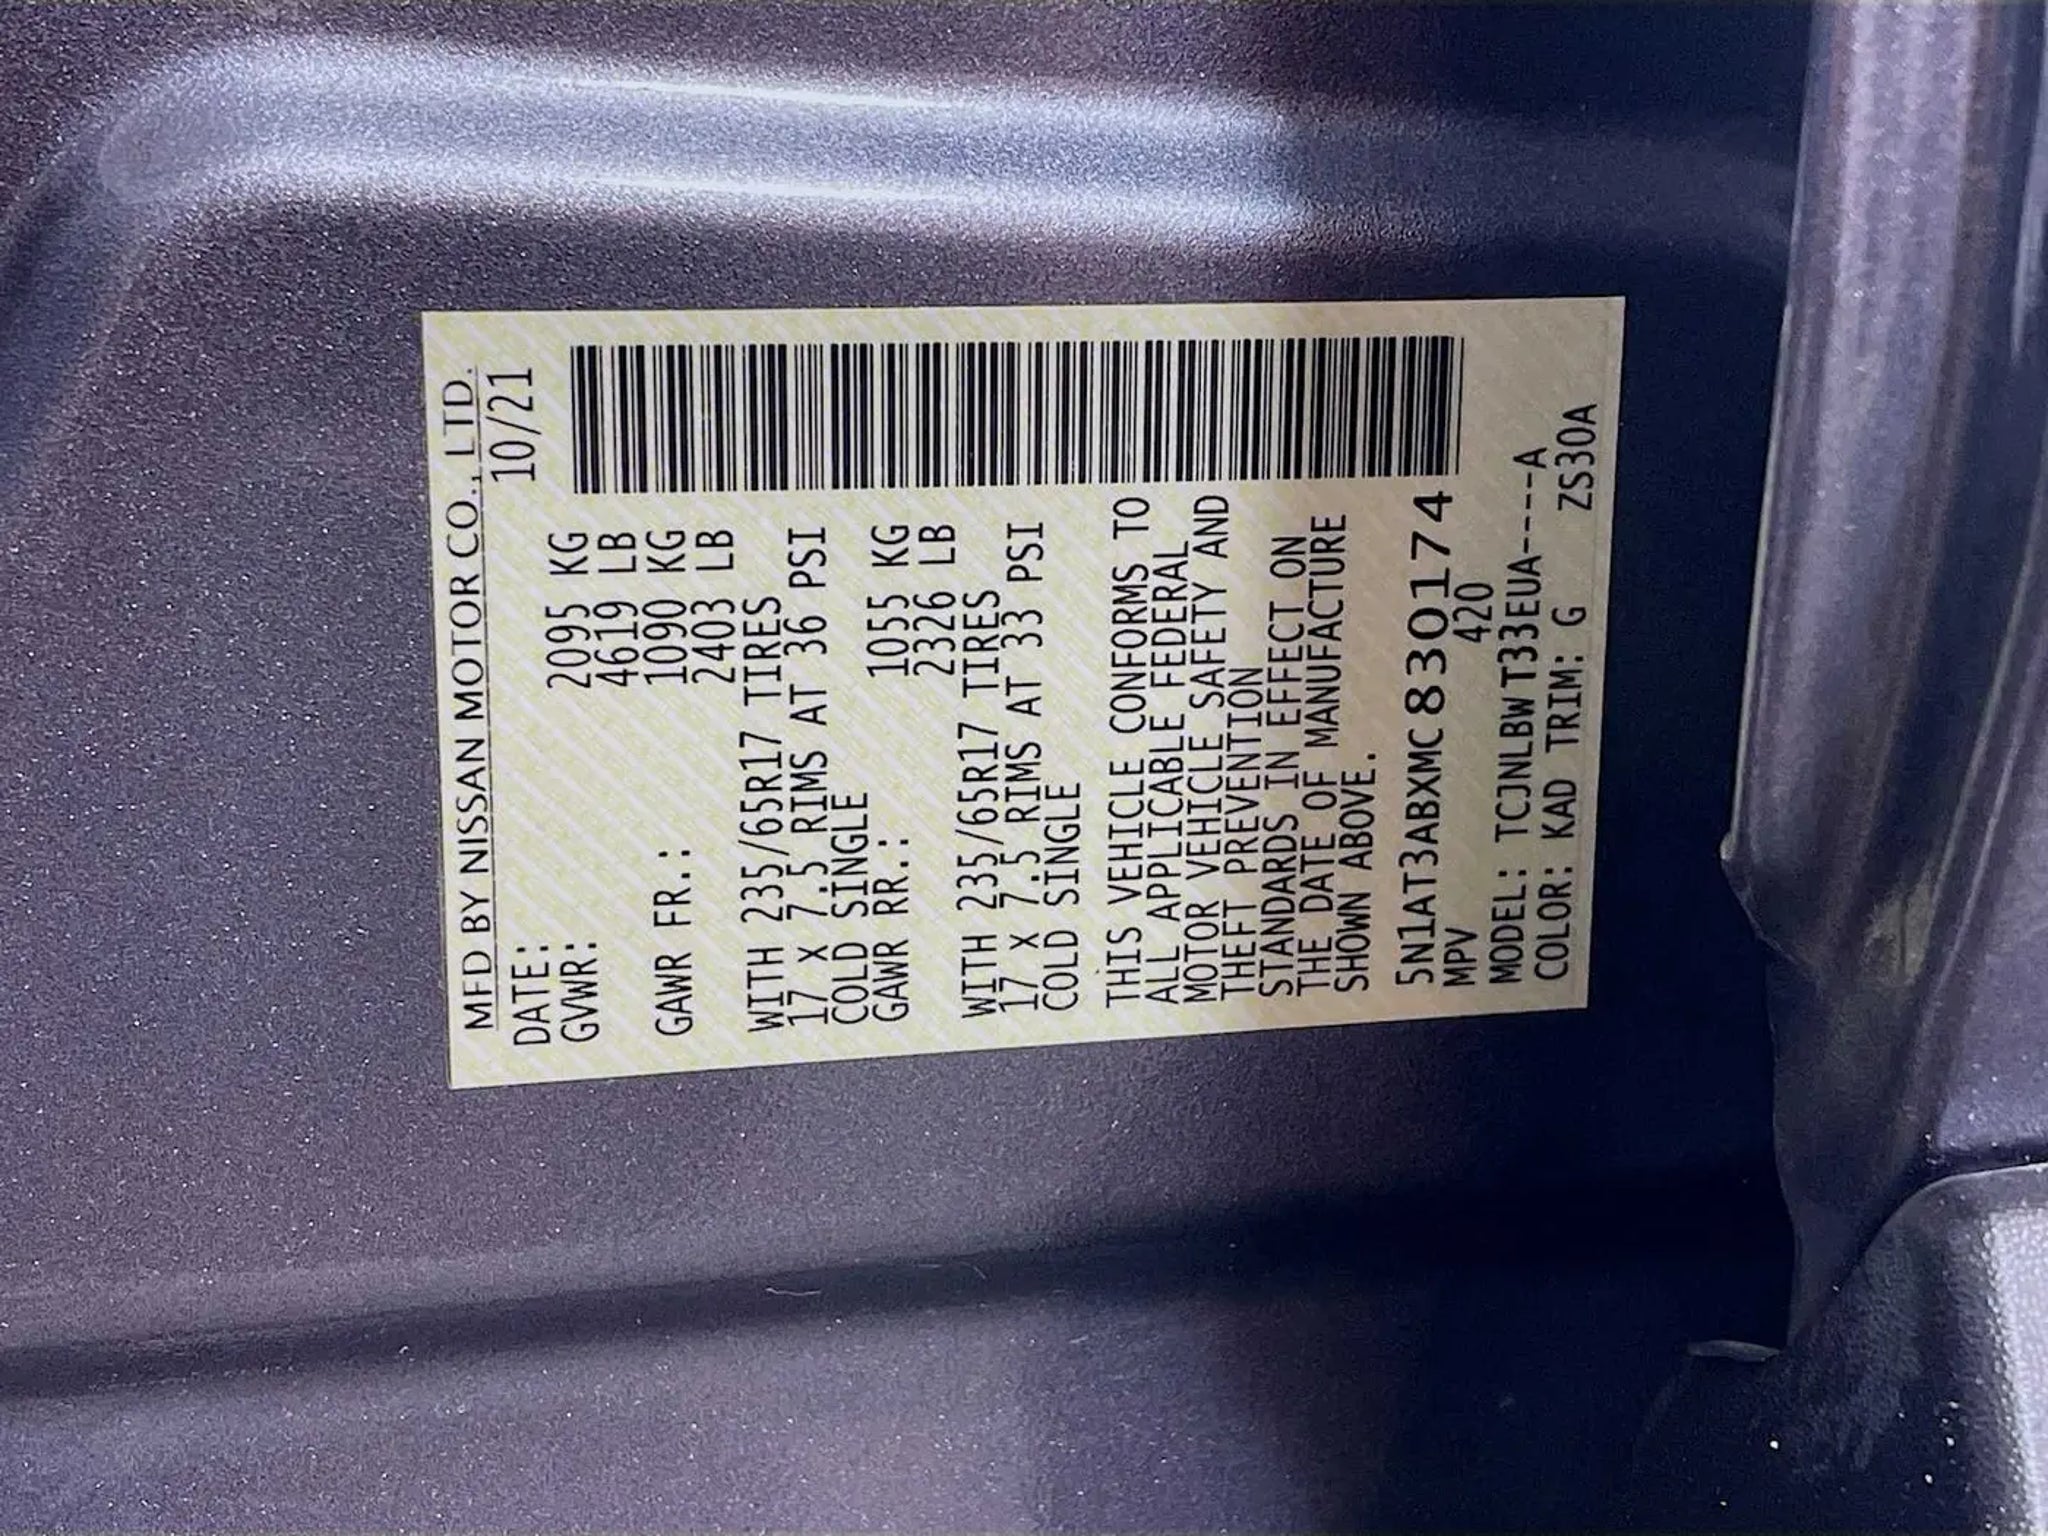 MFD BY NISSAN MOTOR CO., LTD.
DATE: 10/21
GVWR: 2095 KG
4619 LB
GAWR FR.: 1090 KG
2403 LB
WITH 235/65R17 TIRES
17 X 7.5 RIMS AT 36 PSI
COLD SINGLE
GAWR RR.: 1055 KG
2326 LB
WITH 235/65R17 TIRES
17 X 7.5 RIMS AT 33 PSI
COLD SINGLE
THIS VEHICLE CONFORMS TO
ALL APPLICABLE FEDERAL
MOTOR VEHICLE SAFETY AND
THEFT PREVENTION
STANDARDS IN EFFECT ON
THE DATE OF MANUFACTURE
SHOWN ABOVE.
5N1AT3ABXMC830174
MPV 420
MODEL: TCJNLBWT33EUA-----A
COLOR: KAD TRIM: G ZS30A